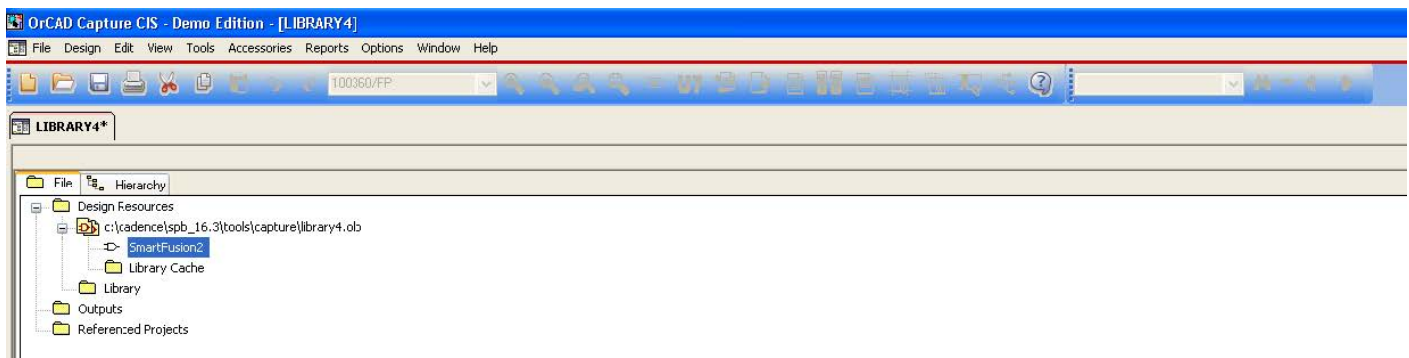 OrCAD Capture CIS - Demo Edition - [LIBRARY4]
File Design Edit View Tools Accessories Reports Options Window Help
100360/FP
LIBRARY4*
File Hierarchy
Design Resources
c:\cadence\spb_16.3\tools\capture\library4.olb
SmartFusion2
Library Cache
Library
Outputs
Referenced Projects